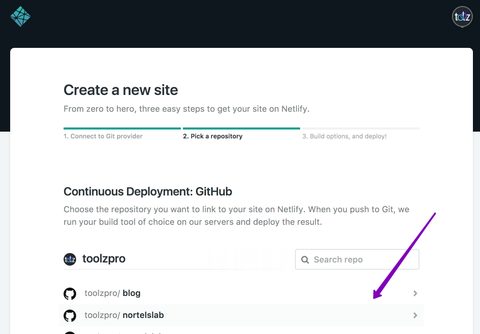 tolz
Create a new site
From zero to hero, three easy steps to get your site on Netlify.
1. Connect to Git provider
2. Pick a repository
3. Build options, and deploy!
Continuous Deployment: GitHub
Choose the repository you want to link to your site on Netlify. When you push to Git, we
run your build tool of choice on our servers and deploy the result.
toolzpro
Search repo
toolzpro/ blog
toolzpro/ nortelslab